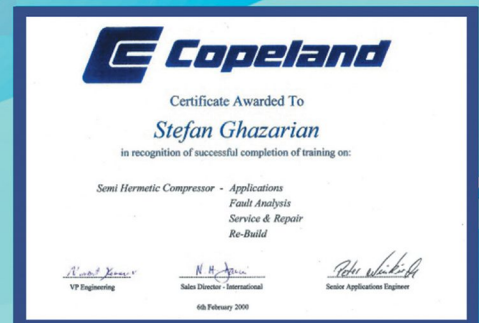 Copeland
Certificate Awarded To
Stefan Ghazarian
in recognition of successful completion of training on:
Semi Hermetic Compressor - Applications
Fault Analysis
Service & Repair
Re-Build
VP Engineering
Sales Director - International
Senior Applications Engineer
6th February 2000